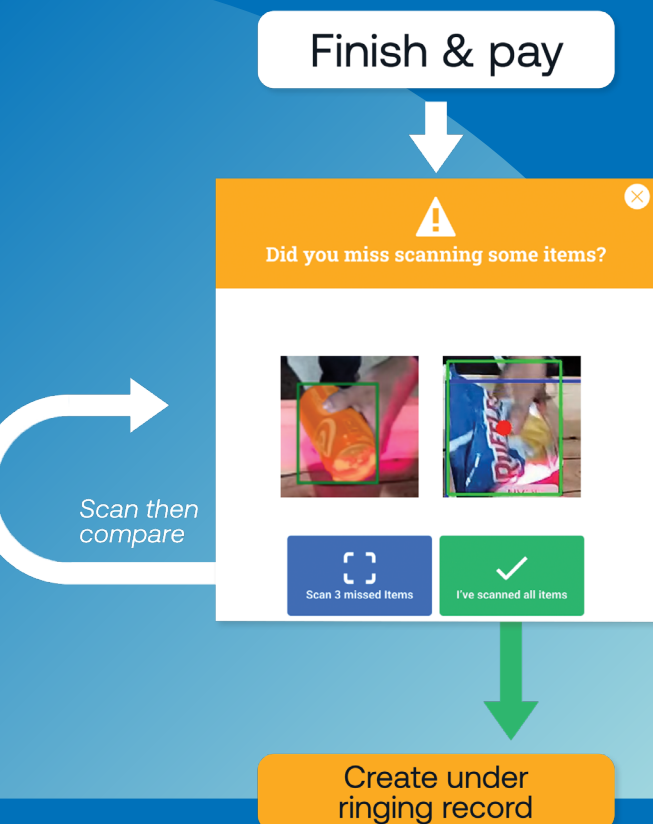 Finish & pay
Did you miss scanning some items?
RUFFLES
Scan then
compare
Scan 3 missed Items
I've scanned all items
Create under
ringing record